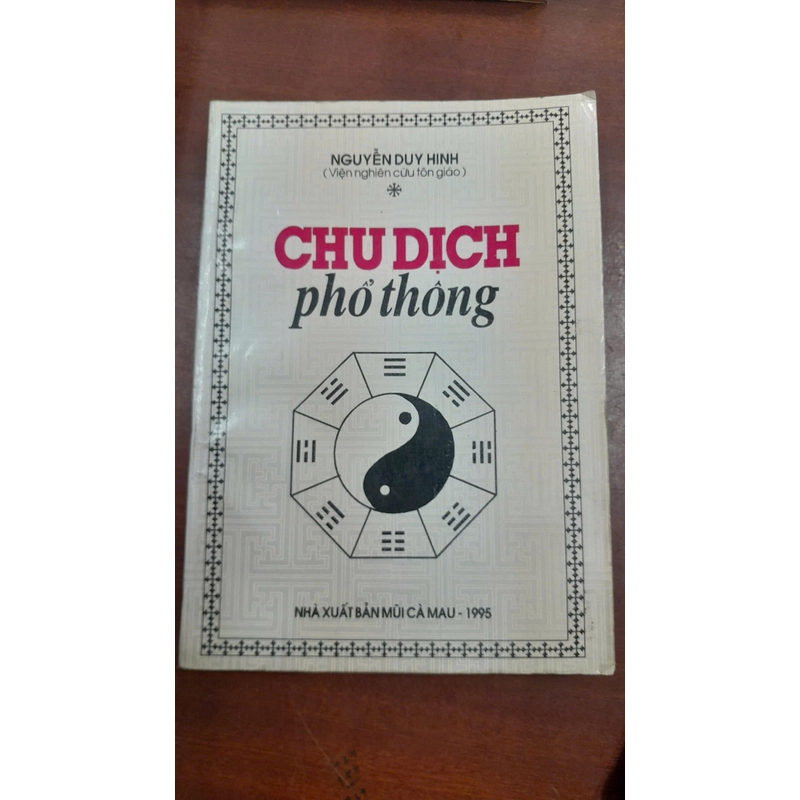 NGUYỄN DUY HINH
(Viện nghiên cứu tôn giáo)
CHU DỊCH
phổ thông
NHÀ XUẤT BẢN MŨI CÀ MAU - 1995